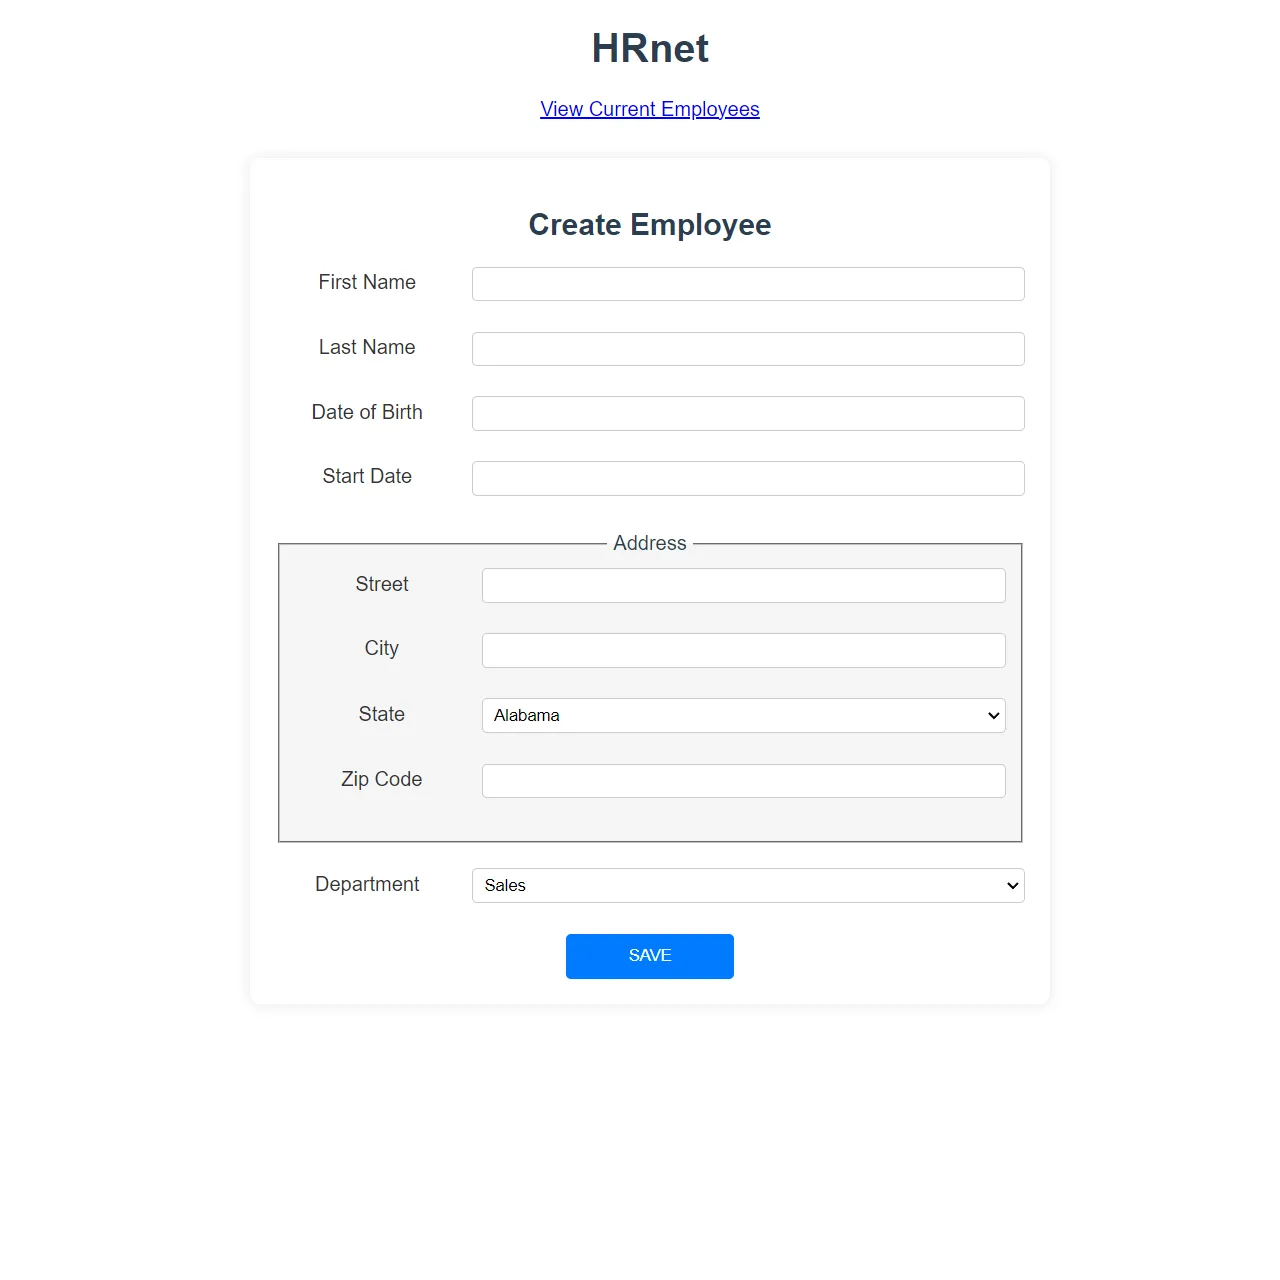 HRnet
View Current Employees
Create Employee
First Name
Last Name
Date of Birth
Start Date
Address
Street
City
State
Alabama
Zip Code
Department
Sales
SAVE